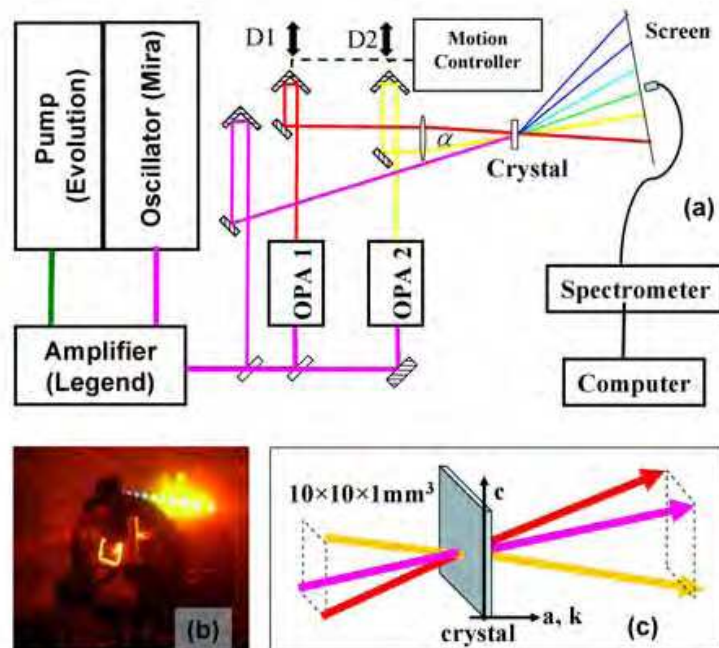 D1
D2
Motion
Controller
Screen
Pump
(Evolution)
Oscillator (Mira)
α
Crystal
(a)
OPA 1
OPA 2
Spectrometer
Amplifier
(Legend)
Computer
10×10×1mm³
c
a, k
crystal
(b)
(c)